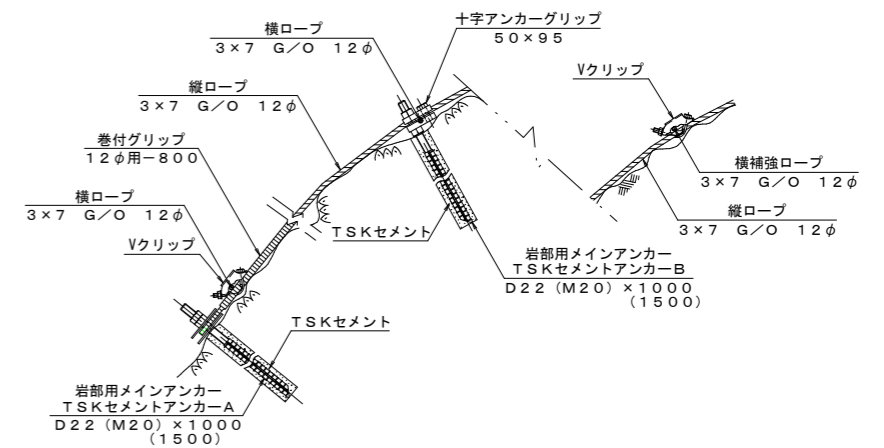 横ロープ
３×７　Ｇ／Ｏ　１２φ
十字アンカーグリップ
５０×９５
縦ロープ
３×７　Ｇ／Ｏ　１２φ
Vクリップ
巻付グリップ
１２φ用－８００
横ロープ
３×７　Ｇ／Ｏ　１２φ
Vクリップ
横補強ロープ
３×７　Ｇ／Ｏ　１２φ
縦ロープ
３×７　Ｇ／Ｏ　１２φ
ＴＳＫセメント
岩部用メインアンカー
ＴＳＫセメントアンカーＢ
Ｄ２２（Ｍ２０）×１０００
（１５００）
ＴＳＫセメント
岩部用メインアンカー
ＴＳＫセメントアンカーＡ
Ｄ２２（Ｍ２０）×１０００
（１５００）